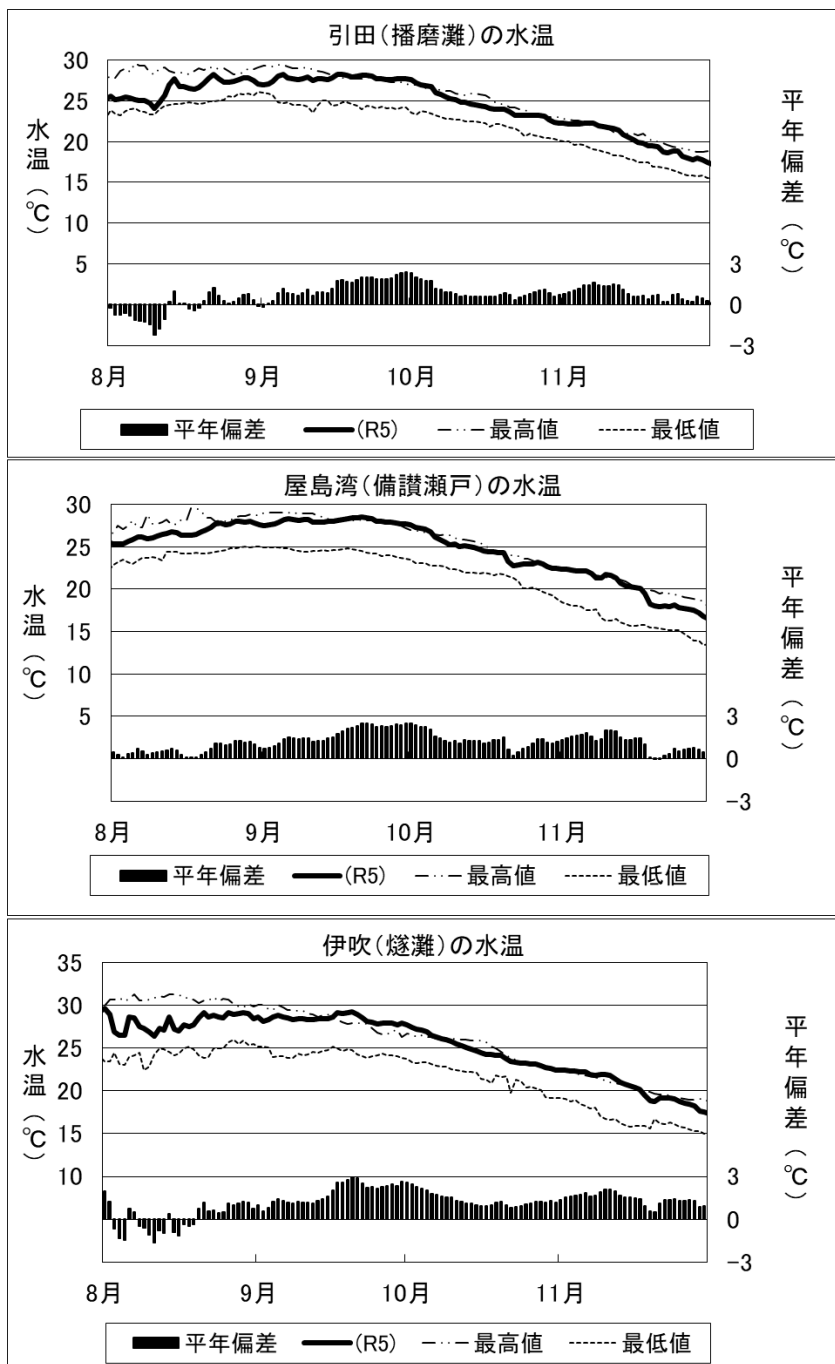 引田（播磨灘）の水温
30
25
20
15
10
5
水温（℃）
平年偏差（℃）
3
0
−3
8月 9月 10月 11月
平年偏差 (R5) 最高値 最低値
屋島湾（備讃瀬戸）の水温
30
25
20
15
10
5
水温（℃）
平年偏差（℃）
3
0
−3
8月 9月 10月 11月
平年偏差 (R5) 最高値 最低値
伊吹（燧灘）の水温
35
30
25
20
15
10
水温（℃）
平年偏差（℃）
3
0
−3
8月 9月 10月 11月
平年偏差 (R5) 最高値 最低値